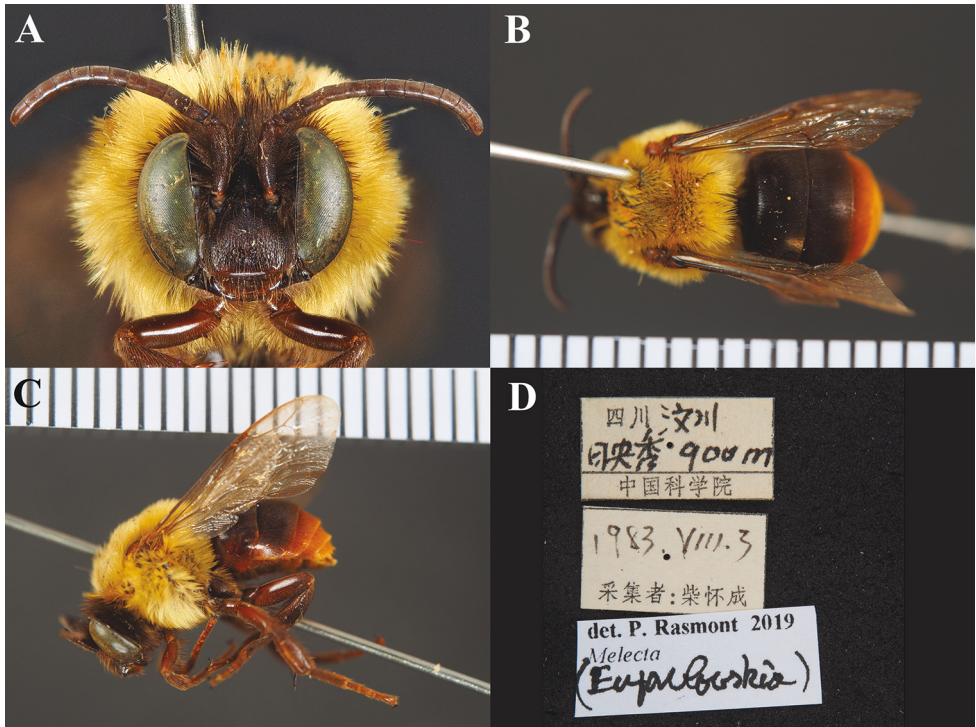 A
B
C
D
四川 汶川
映秀·900m
中国科学院
1983.VIII.3
采集者:柴怀成
det. P. Rasmont 2019
Melecta
(Eupavlovskia)